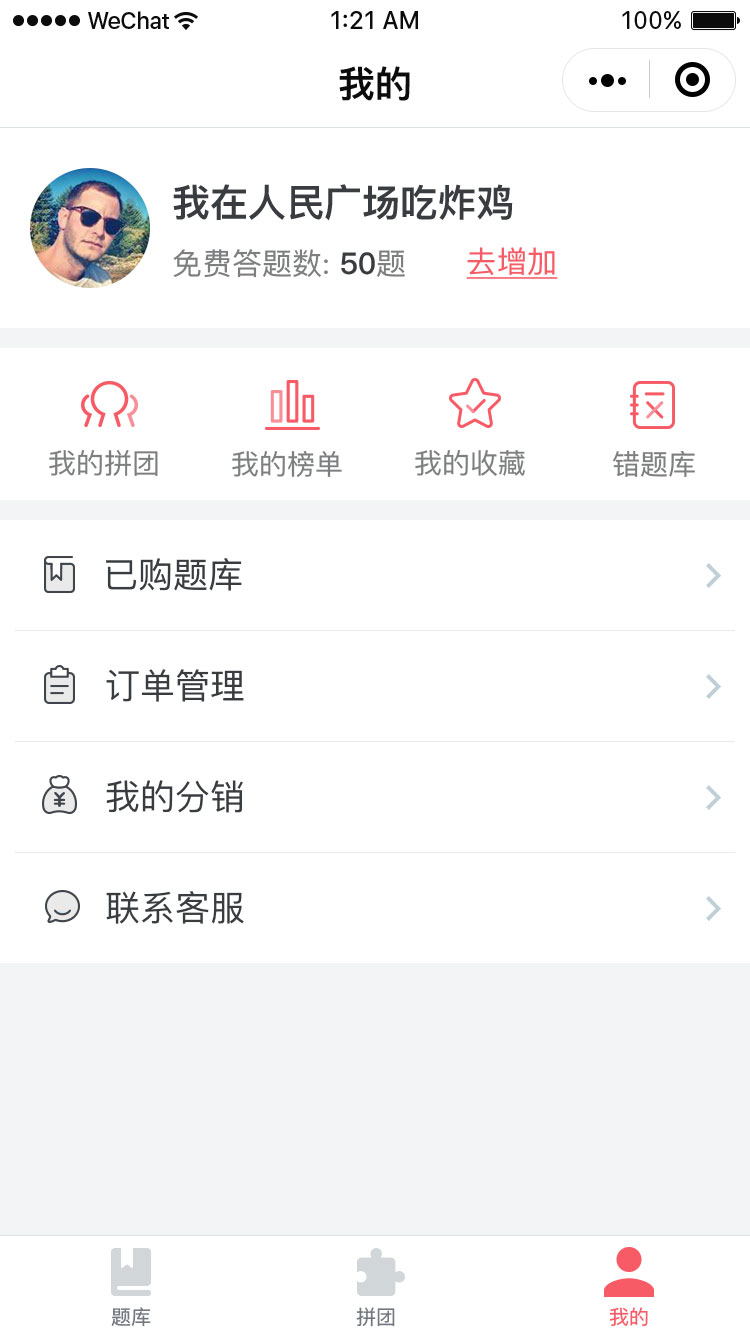 WeChat 1:21 AM 100%
我的
我在人民广场吃炸鸡
免费答题数: 50题 去增加
我的拼团 我的榜单 我的收藏 错题库
已购题库
订单管理
¥ 我的分销
联系客服
题库 拼团 我的